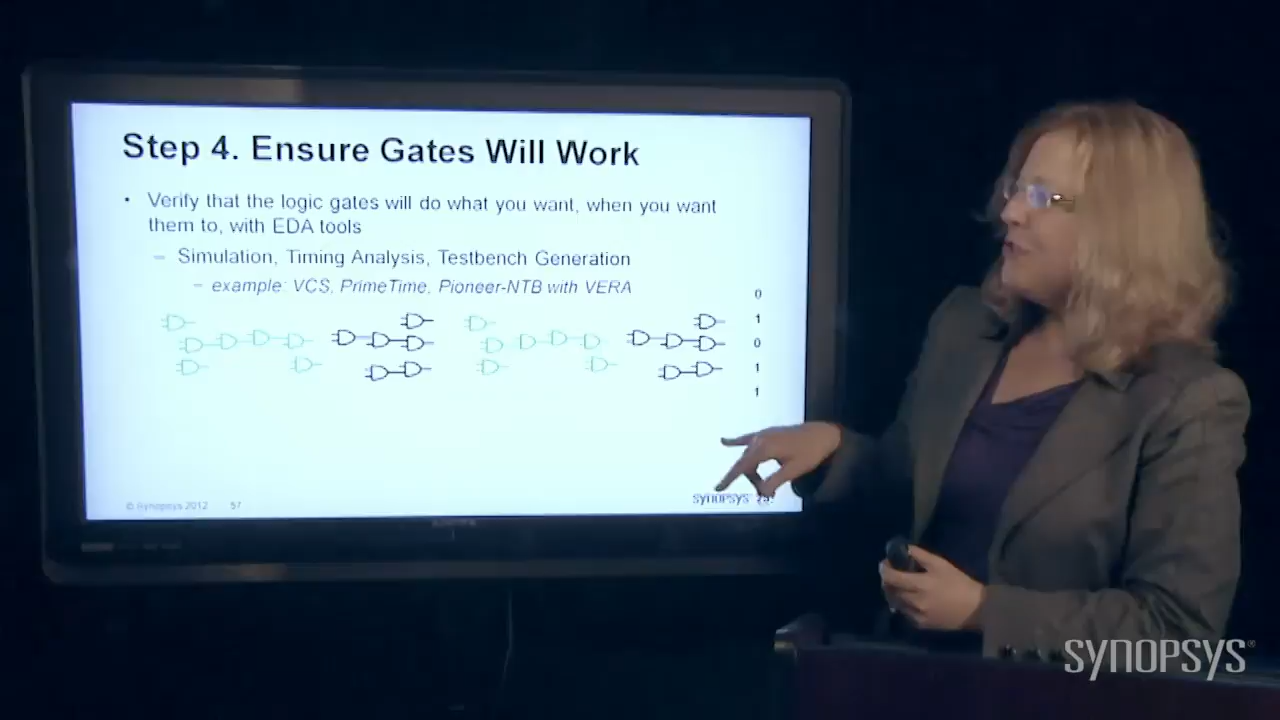 Step 4. Ensure Gates Will Work
• Verify that the logic gates will do what you want, when you want
them to, with EDA tools
– Simulation, Timing Analysis, Testbench Generation
– example: VCS, PrimeTime, Pioneer-NTB with VERA
0
1
0
1
1
© Synopsys 2012 57
SYNOPSYS 25
SYNOPSYS®